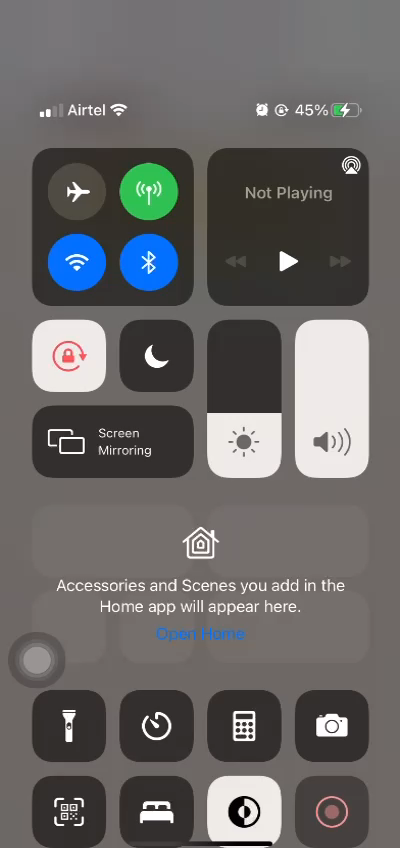 Airtel
45%
Not Playing
Screen
Mirroring
Accessories and Scenes you add in the
Home app will appear here.
Open Home